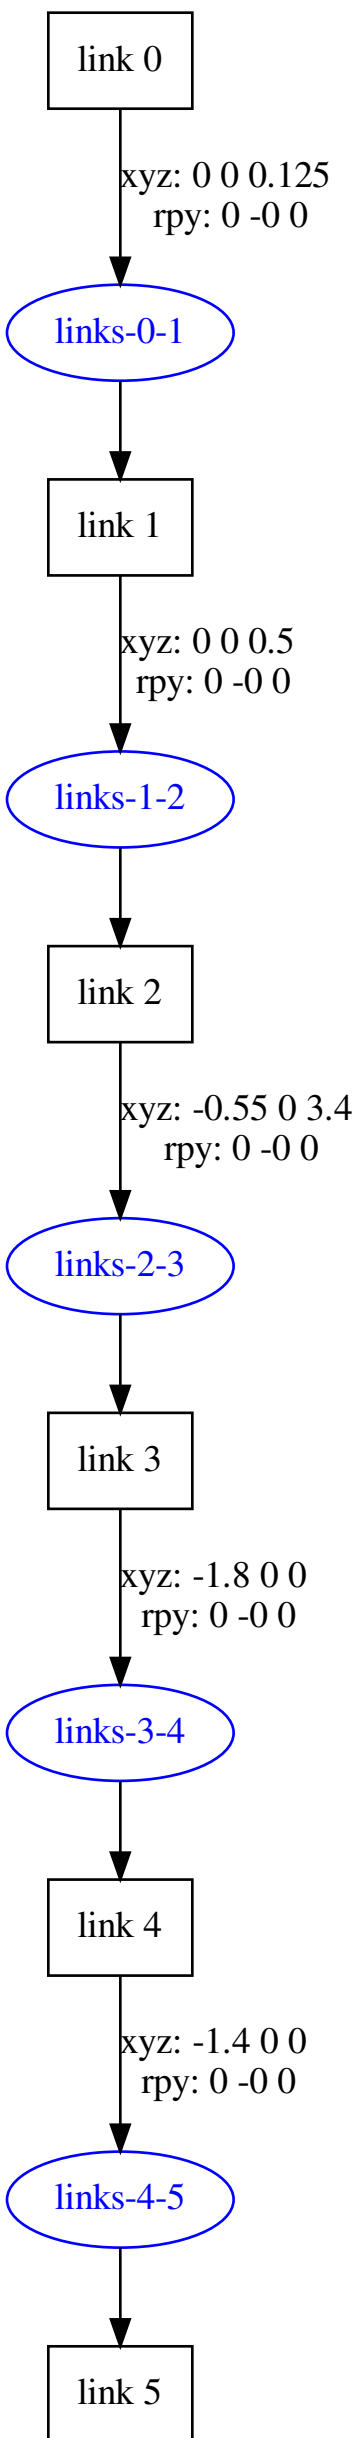 link 0
xyz: 0 0 0.125
rpy: 0 -0 0
links-0-1
link 1
xyz: 0 0 0.5
rpy: 0 -0 0
links-1-2
link 2
xyz: -0.55 0 3.4
rpy: 0 -0 0
links-2-3
link 3
xyz: -1.8 0 0
rpy: 0 -0 0
links-3-4
link 4
xyz: -1.4 0 0
rpy: 0 -0 0
links-4-5
link 5